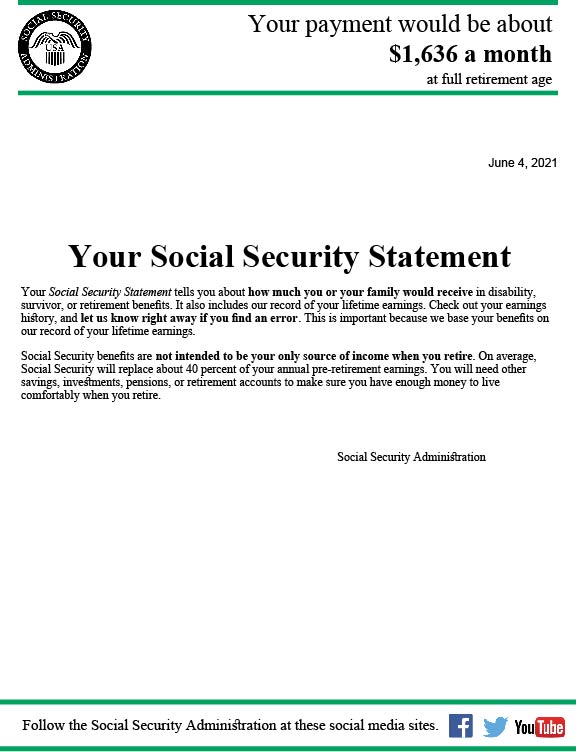 SOCIAL SECURITY ADMINISTRATION
USA
Your payment would be about
$1,636 a month
at full retirement age
June 4, 2021
Your Social Security Statement
Your Social Security Statement tells you about how much you or your family would receive in disability,
survivor, or retirement benefits. It also includes our record of your lifetime earnings. Check out your earnings
history, and let us know right away if you find an error. This is important because we base your benefits on
our record of your lifetime earnings.
Social Security benefits are not intended to be your only source of income when you retire. On average,
Social Security will replace about 40 percent of your annual pre-retirement earnings. You will need other
savings, investments, pensions, or retirement accounts to make sure you have enough money to live
comfortably when you retire.
Social Security Administration
Follow the Social Security Administration at these social media sites.
f
YouTube